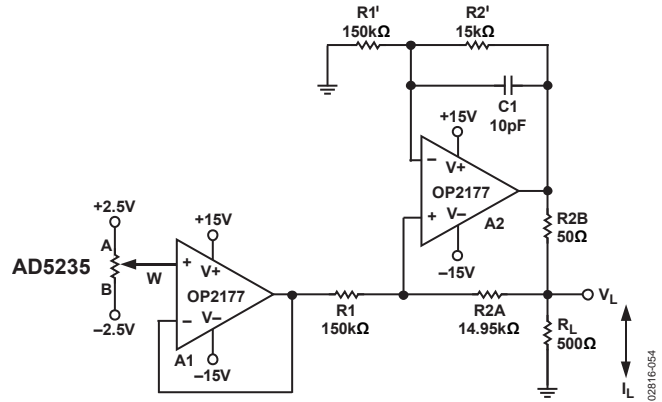 R1'
150kΩ
R2'
15kΩ
C1
10pF
+15V
−
V+
OP2177
+
V−
A2
−15V
R2B
50Ω
+2.5V
A
AD5235
B
W
−2.5V
+15V
+
V+
OP2177
−
V−
A1
−15V
R1
150kΩ
R2A
14.95kΩ
VL
RL
500Ω
IL
02816-054